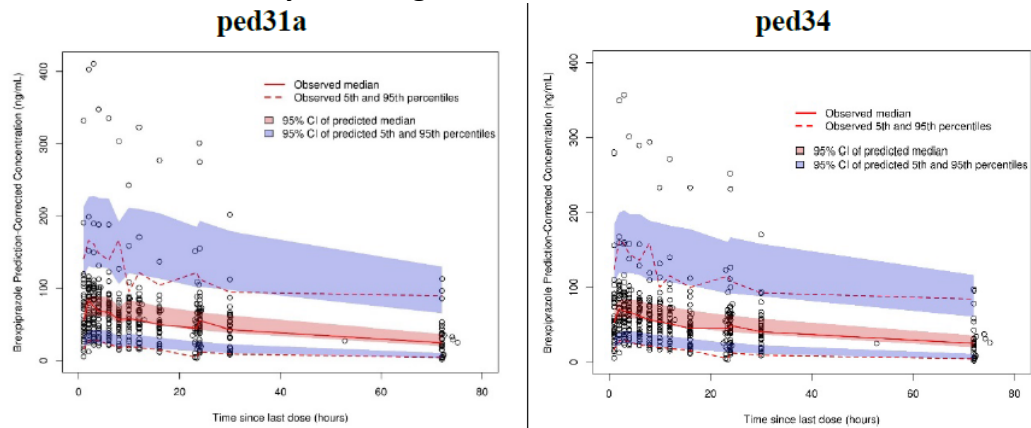 ped31a
Brexpiprazole Prediction-Corrected Concentration (ng/mL)
400
300
200
100
0
Observed median
Observed 5th and 95th percentiles
95% CI of predicted median
95% CI of predicted 5th and 95th percentiles
0 20 40 60 80
Time since last dose (hours)
ped34
Brexpiprazole Prediction-Corrected Concentration (ng/mL)
400
300
200
100
0
Observed median
Observed 5th and 95th percentiles
95% CI of predicted median
95% CI of predicted 5th and 95th percentiles
0 20 40 60 80
Time since last dose (hours)